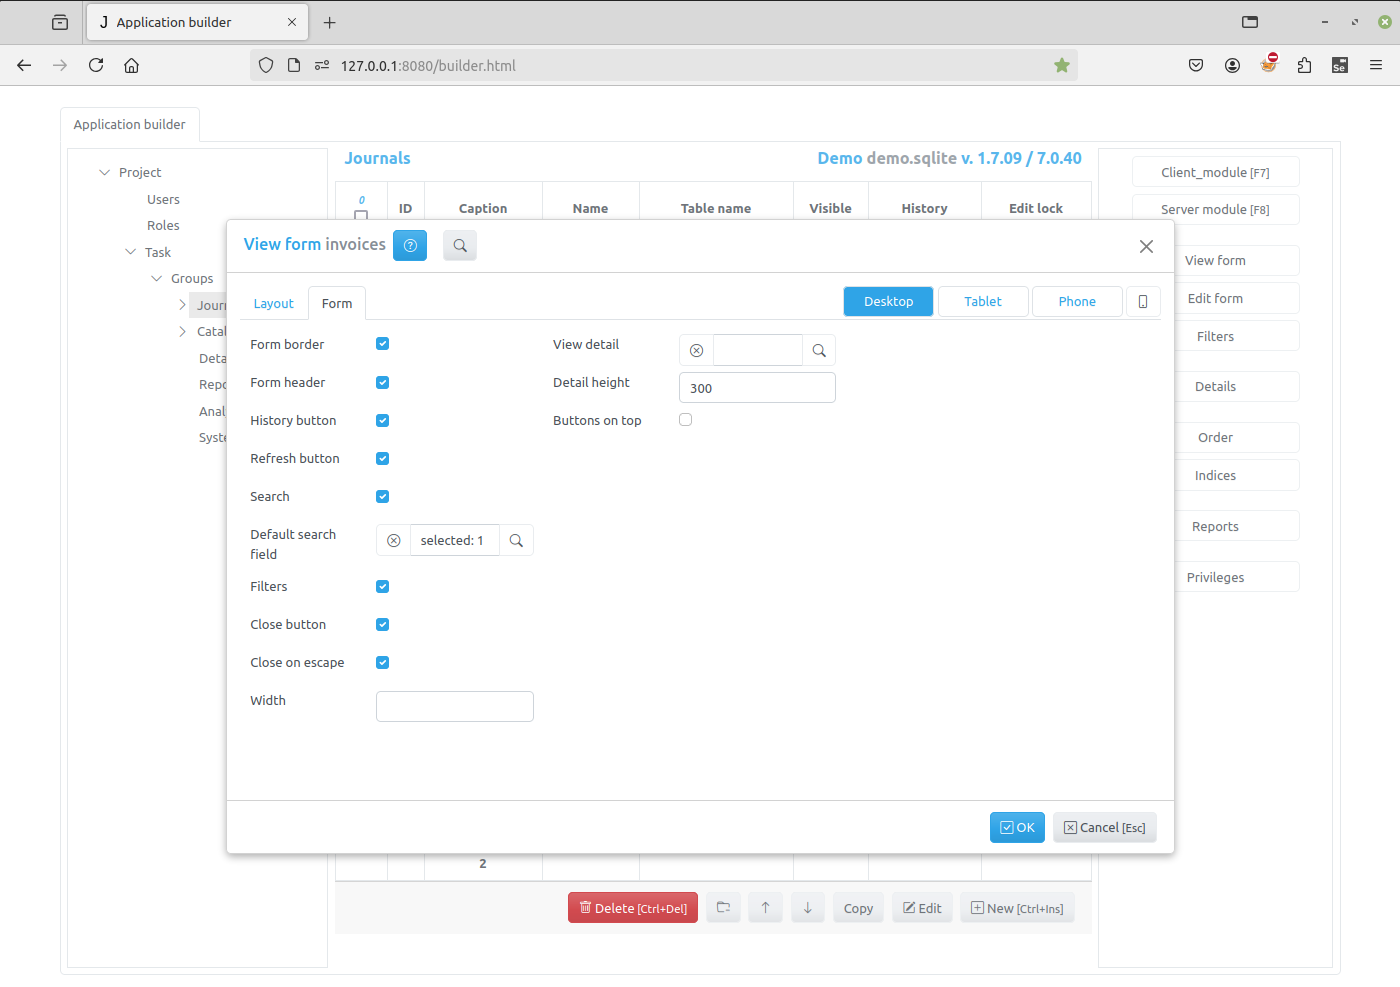 J Application builder
127.0.0.1:8080/builder.html
Se
Application builder
Project
Users
Roles
Task
Groups
Journ
Catal
Deta
Repo
Anal
Syste
Journals
Demo demo.sqlite v. 1.7.09 / 7.0.40
0
ID
Caption
Name
Table name
Visible
History
Edit lock
Client_module [F7]
Server module [F8]
View form
Edit form
Filters
Details
Order
Indices
Reports
Privileges
View form invoices
Layout
Form
Desktop
Tablet
Phone
Form border
Form header
History button
Refresh button
Search
Default search
field
selected: 1
Filters
Close button
Close on escape
Width
View detail
Detail height
300
Buttons on top
OK
Cancel [Esc]
2
Delete [Ctrl+Del]
Copy
Edit
New [Ctrl+Ins]